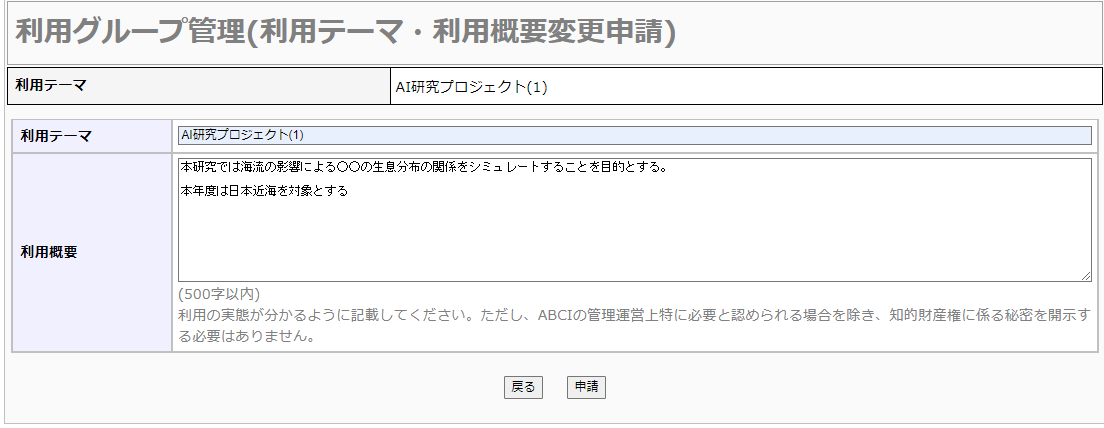 利用グループ管理(利用テーマ・利用概要変更申請)
利用テーマ AI研究プロジェクト(1)
利用テーマ AI研究プロジェクト(1)
利用概要
本研究では海流の影響による〇〇の生息分布の関係をシミュレートすることを目的とする。
本年度は日本近海を対象とする
(500字以内)
利用の実態が分かるように記載してください。ただし、ABCIの管理運営上特に必要と認められる場合を除き、知的財産権に係る秘密を開示す
る必要はありません。
戻る 申請